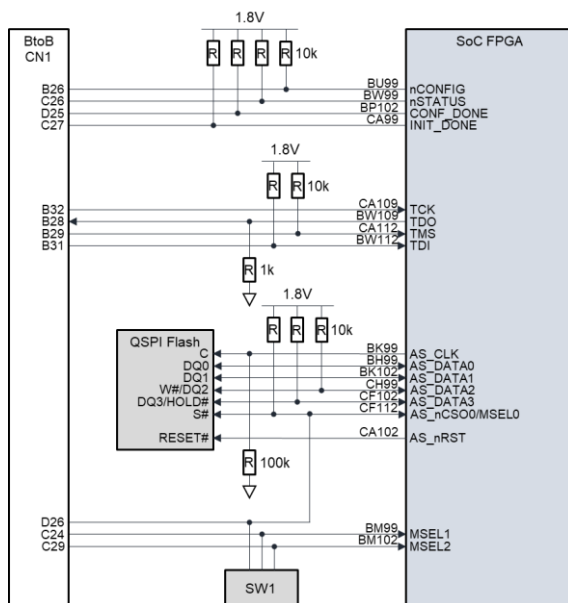 1.8V
BtoB
CN1
R R R R 10k
SoC FPGA
B26 BU99 nCONFIG
C26 BW99 nSTATUS
D25 BP102 CONF_DONE
C27 CA99 INIT_DONE
1.8V
R R 10k
B32 CA109 TCK
B28 BW109 TDO
B29 CA112 TMS
B31 BW112 TDI
R 1k
1.8V
QSPI Flash
R R R 10k
C BK99 AS_CLK
DQ0 BH99 AS_DATA0
DQ1 BK102 AS_DATA1
W#/DQ2 CH99 AS_DATA2
DQ3/HOLD# CF102 AS_DATA3
S# CF112 AS_nCSO0/MSEL0
RESET# CA102 AS_nRST
R 100k
D26
C24 BM99 MSEL1
C29 BM102 MSEL2
SW1